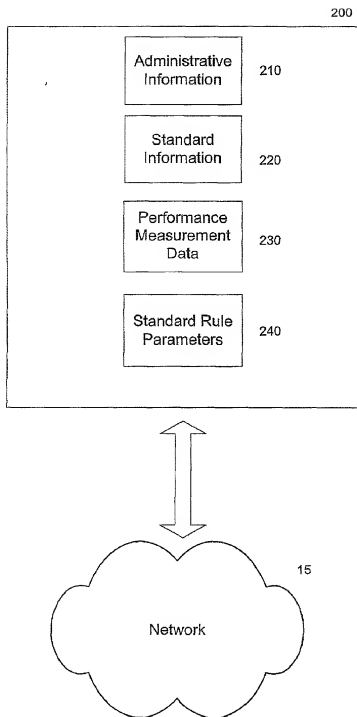 200
Administrative
Information
210
Standard
Information
220
Performance
Measurement
Data
230
Standard Rule
Parameters
240
15
Network